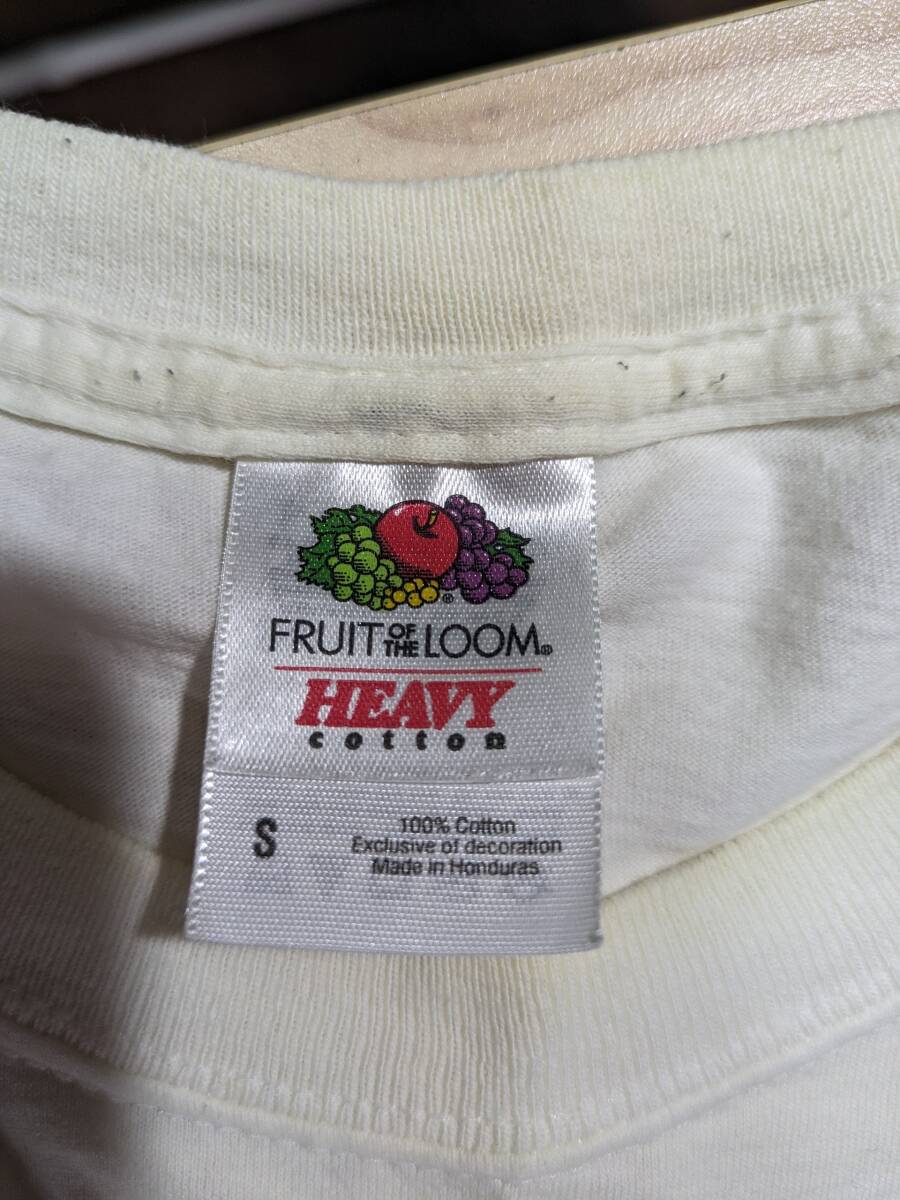 FRUIT OF THE LOOM®
HEAVY
cotton
S
100% Cotton
Exclusive of decoration
Made in Honduras